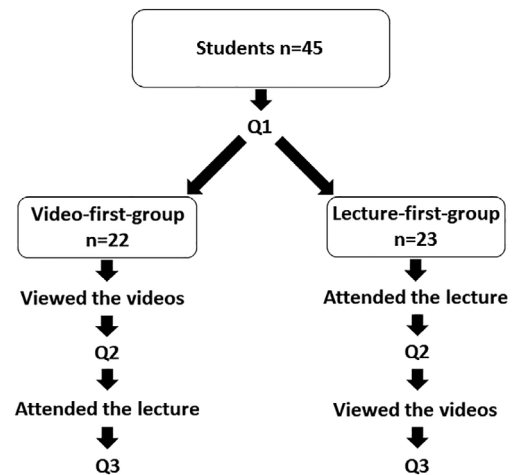 Students n=45
Q1
Video-first-group
n=22
Viewed the videos
Q2
Attended the lecture
Q3
Lecture-first-group
n=23
Attended the lecture
Q2
Viewed the videos
Q3